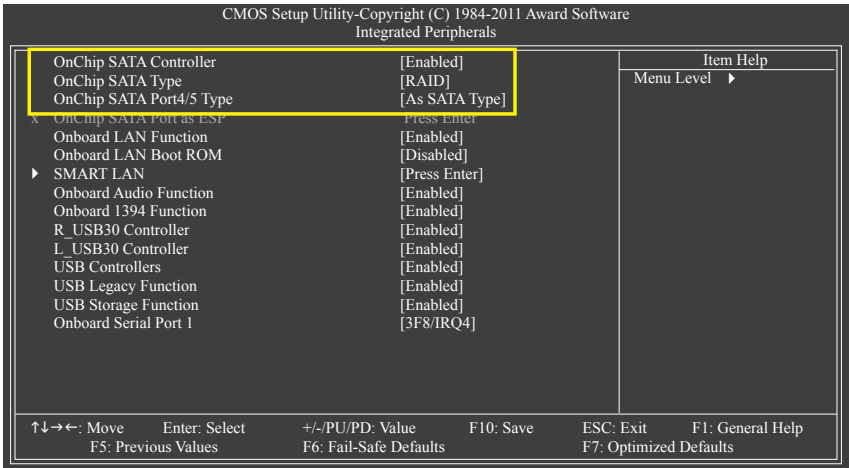 CMOS Setup Utility-Copyright (C) 1984-2011 Award Software
Integrated Peripherals
OnChip SATA Controller [Enabled]
OnChip SATA Type [RAID]
OnChip SATA Port4/5 Type [As SATA Type]
x OnChip SATA Port as ESP Press Enter
Onboard LAN Function [Enabled]
Onboard LAN Boot ROM [Disabled]
SMART LAN [Press Enter]
Onboard Audio Function [Enabled]
Onboard 1394 Function [Enabled]
R_USB30 Controller [Enabled]
L_USB30 Controller [Enabled]
USB Controllers [Enabled]
USB Legacy Function [Enabled]
USB Storage Function [Enabled]
Onboard Serial Port 1 [3F8/IRQ4]
Item Help
Menu Level
↑↓→←: Move Enter: Select +/-/PU/PD: Value F10: Save ESC: Exit F1: General Help
F5: Previous Values F6: Fail-Safe Defaults F7: Optimized Defaults